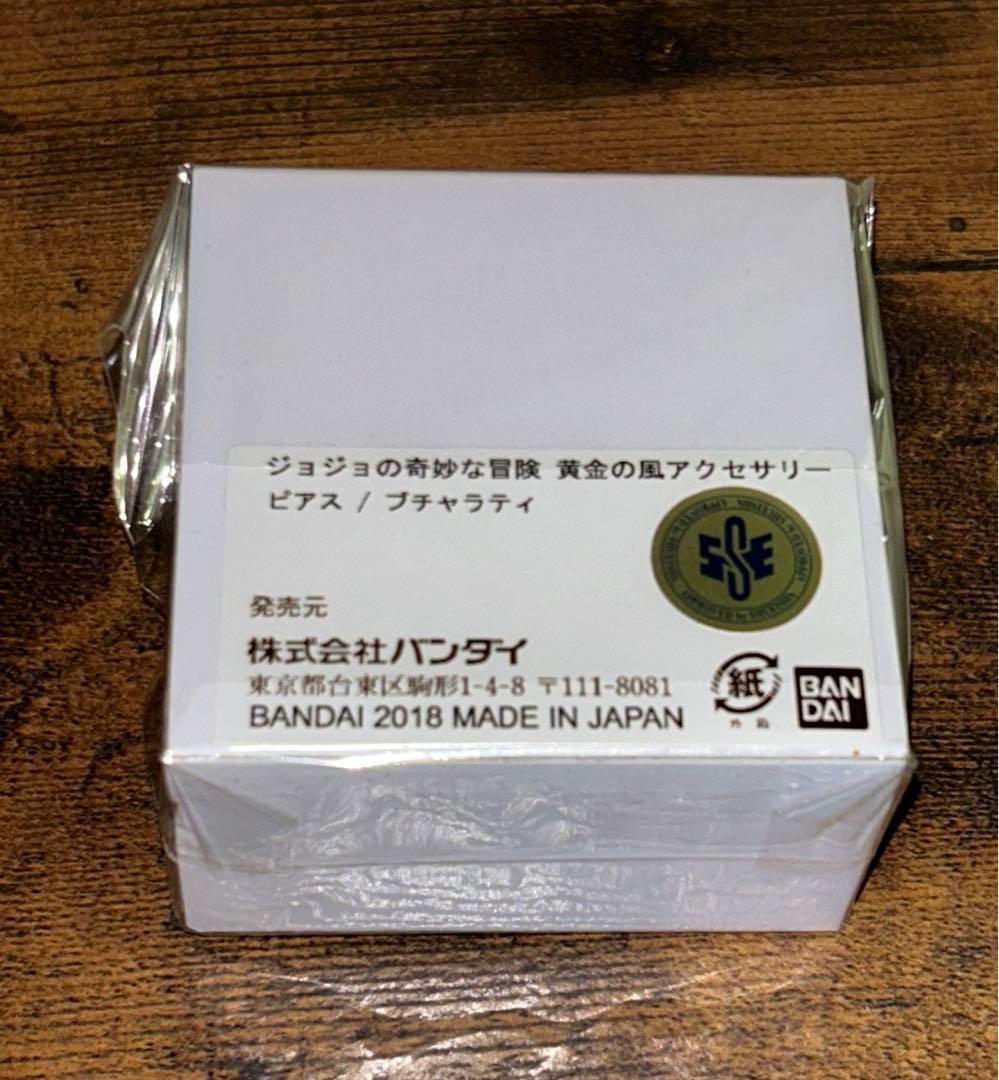 ジョジョの奇妙な冒険 黄金の風アクセサリー
ピアス / ブチャラティ
SSE
発売元
株式会社バンダイ
東京都台東区駒形1-4-8 〒111-8081
BANDAI 2018 MADE IN JAPAN
紙
外箱
BAN
DAI